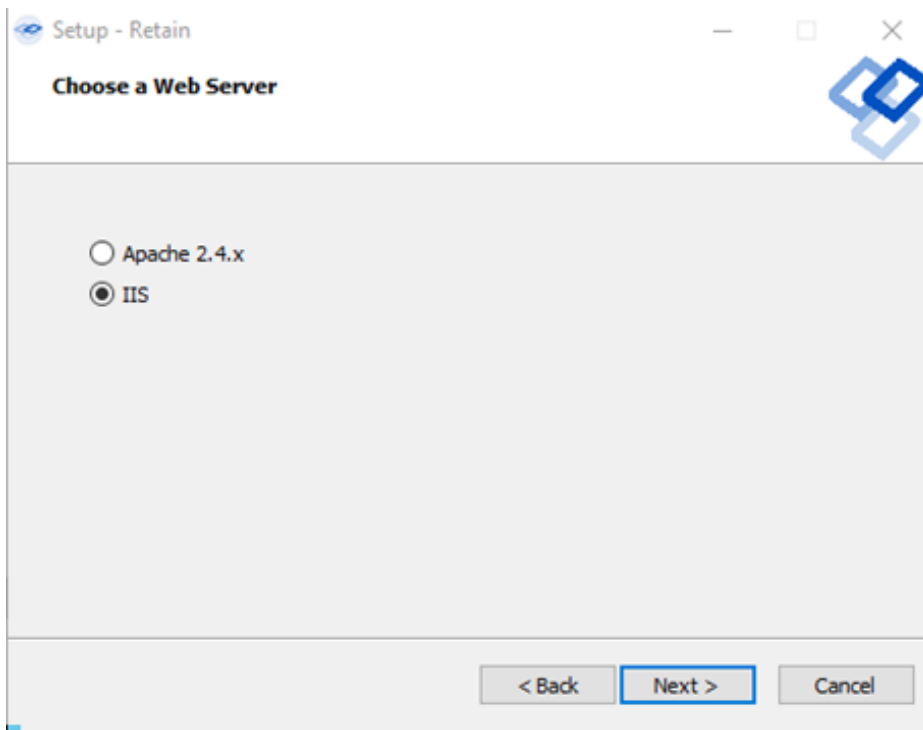 Setup - Retain
Choose a Web Server
Apache 2.4.x
IIS
< Back Next > Cancel